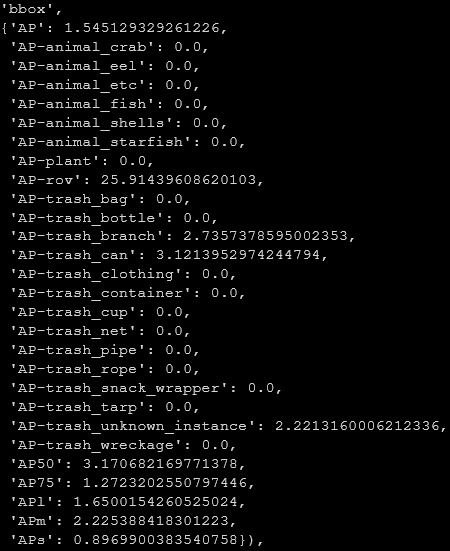 'bbox',
{'AP': 1.545129329261226,
'AP-animal_crab': 0.0,
'AP-animal_eel': 0.0,
'AP-animal_etc': 0.0,
'AP-animal_fish': 0.0,
'AP-animal_shells': 0.0,
'AP-animal_starfish': 0.0,
'AP-plant': 0.0,
'AP-rov': 25.91439608620103,
'AP-trash_bag': 0.0,
'AP-trash_bottle': 0.0,
'AP-trash_branch': 2.7357378595002353,
'AP-trash_can': 3.1213952974244794,
'AP-trash_clothing': 0.0,
'AP-trash_container': 0.0,
'AP-trash_cup': 0.0,
'AP-trash_net': 0.0,
'AP-trash_pipe': 0.0,
'AP-trash_rope': 0.0,
'AP-trash_snack_wrapper': 0.0,
'AP-trash_tarp': 0.0,
'AP-trash_unknown_instance': 2.2213160006212336,
'AP-trash_wreckage': 0.0,
'AP50': 3.170682169771378,
'AP75': 1.2723202550797446,
'APl': 1.6500154260525024,
'APm': 2.225388418301223,
'APs': 0.8969900383540758}),